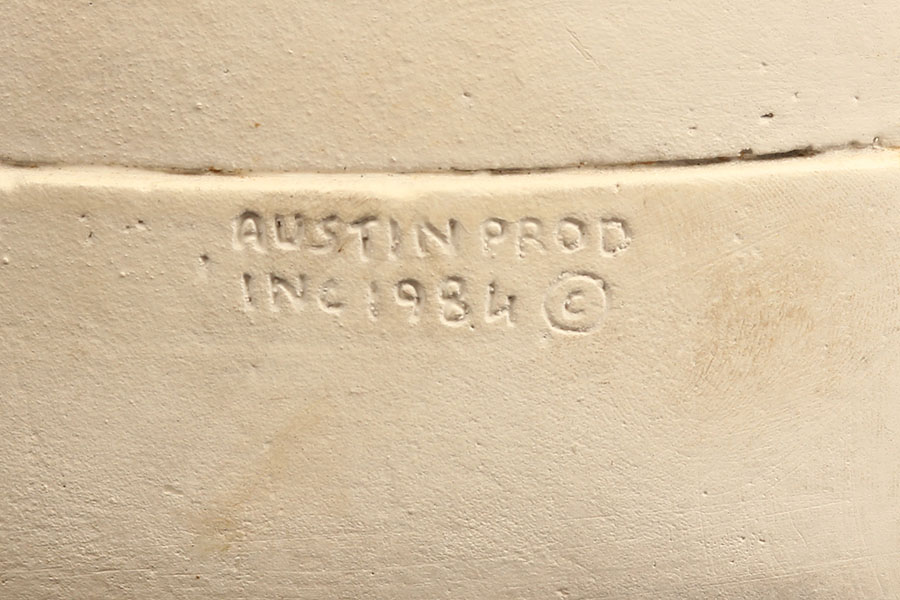 AUSTIN PROD
INC 1984 ©